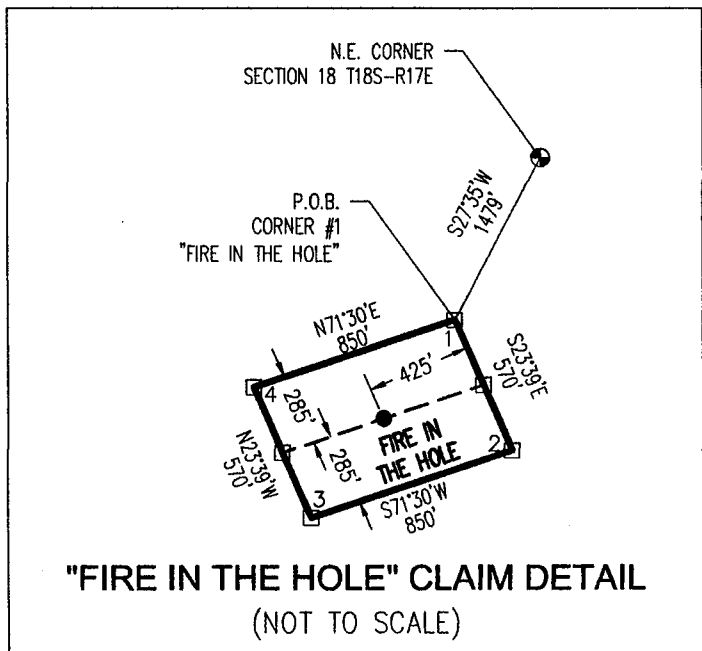 N.E. CORNER
SECTION 18 T18S-R17E
S27°35'W
1479'
P.O.B.
CORNER #1
"FIRE IN THE HOLE"
N71°30'E
850'
1
S23°39'E
570'
425'
4
285'
285'
N23°39'W
570'
FIRE IN
THE HOLE
2
3
S71°30'W
850'
"FIRE IN THE HOLE" CLAIM DETAIL
(NOT TO SCALE)